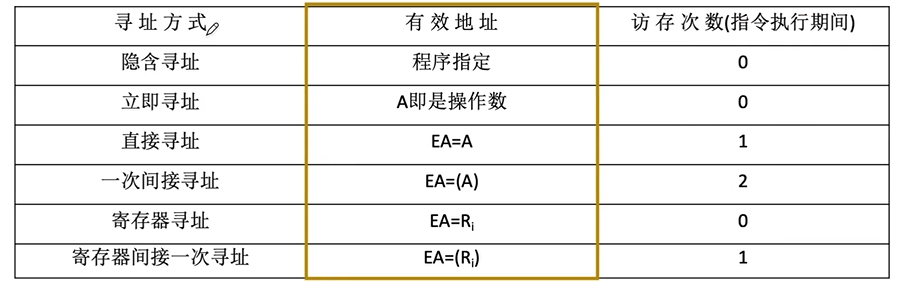 寻址方式 有效地址 访存次数(指令执行期间)
隐含寻址 程序指定 0
立即寻址 A即是操作数 0
直接寻址 EA=A 1
一次间接寻址 EA=(A) 2
寄存器寻址 EA=Ri 0
寄存器间接一次寻址 EA=(Ri) 1